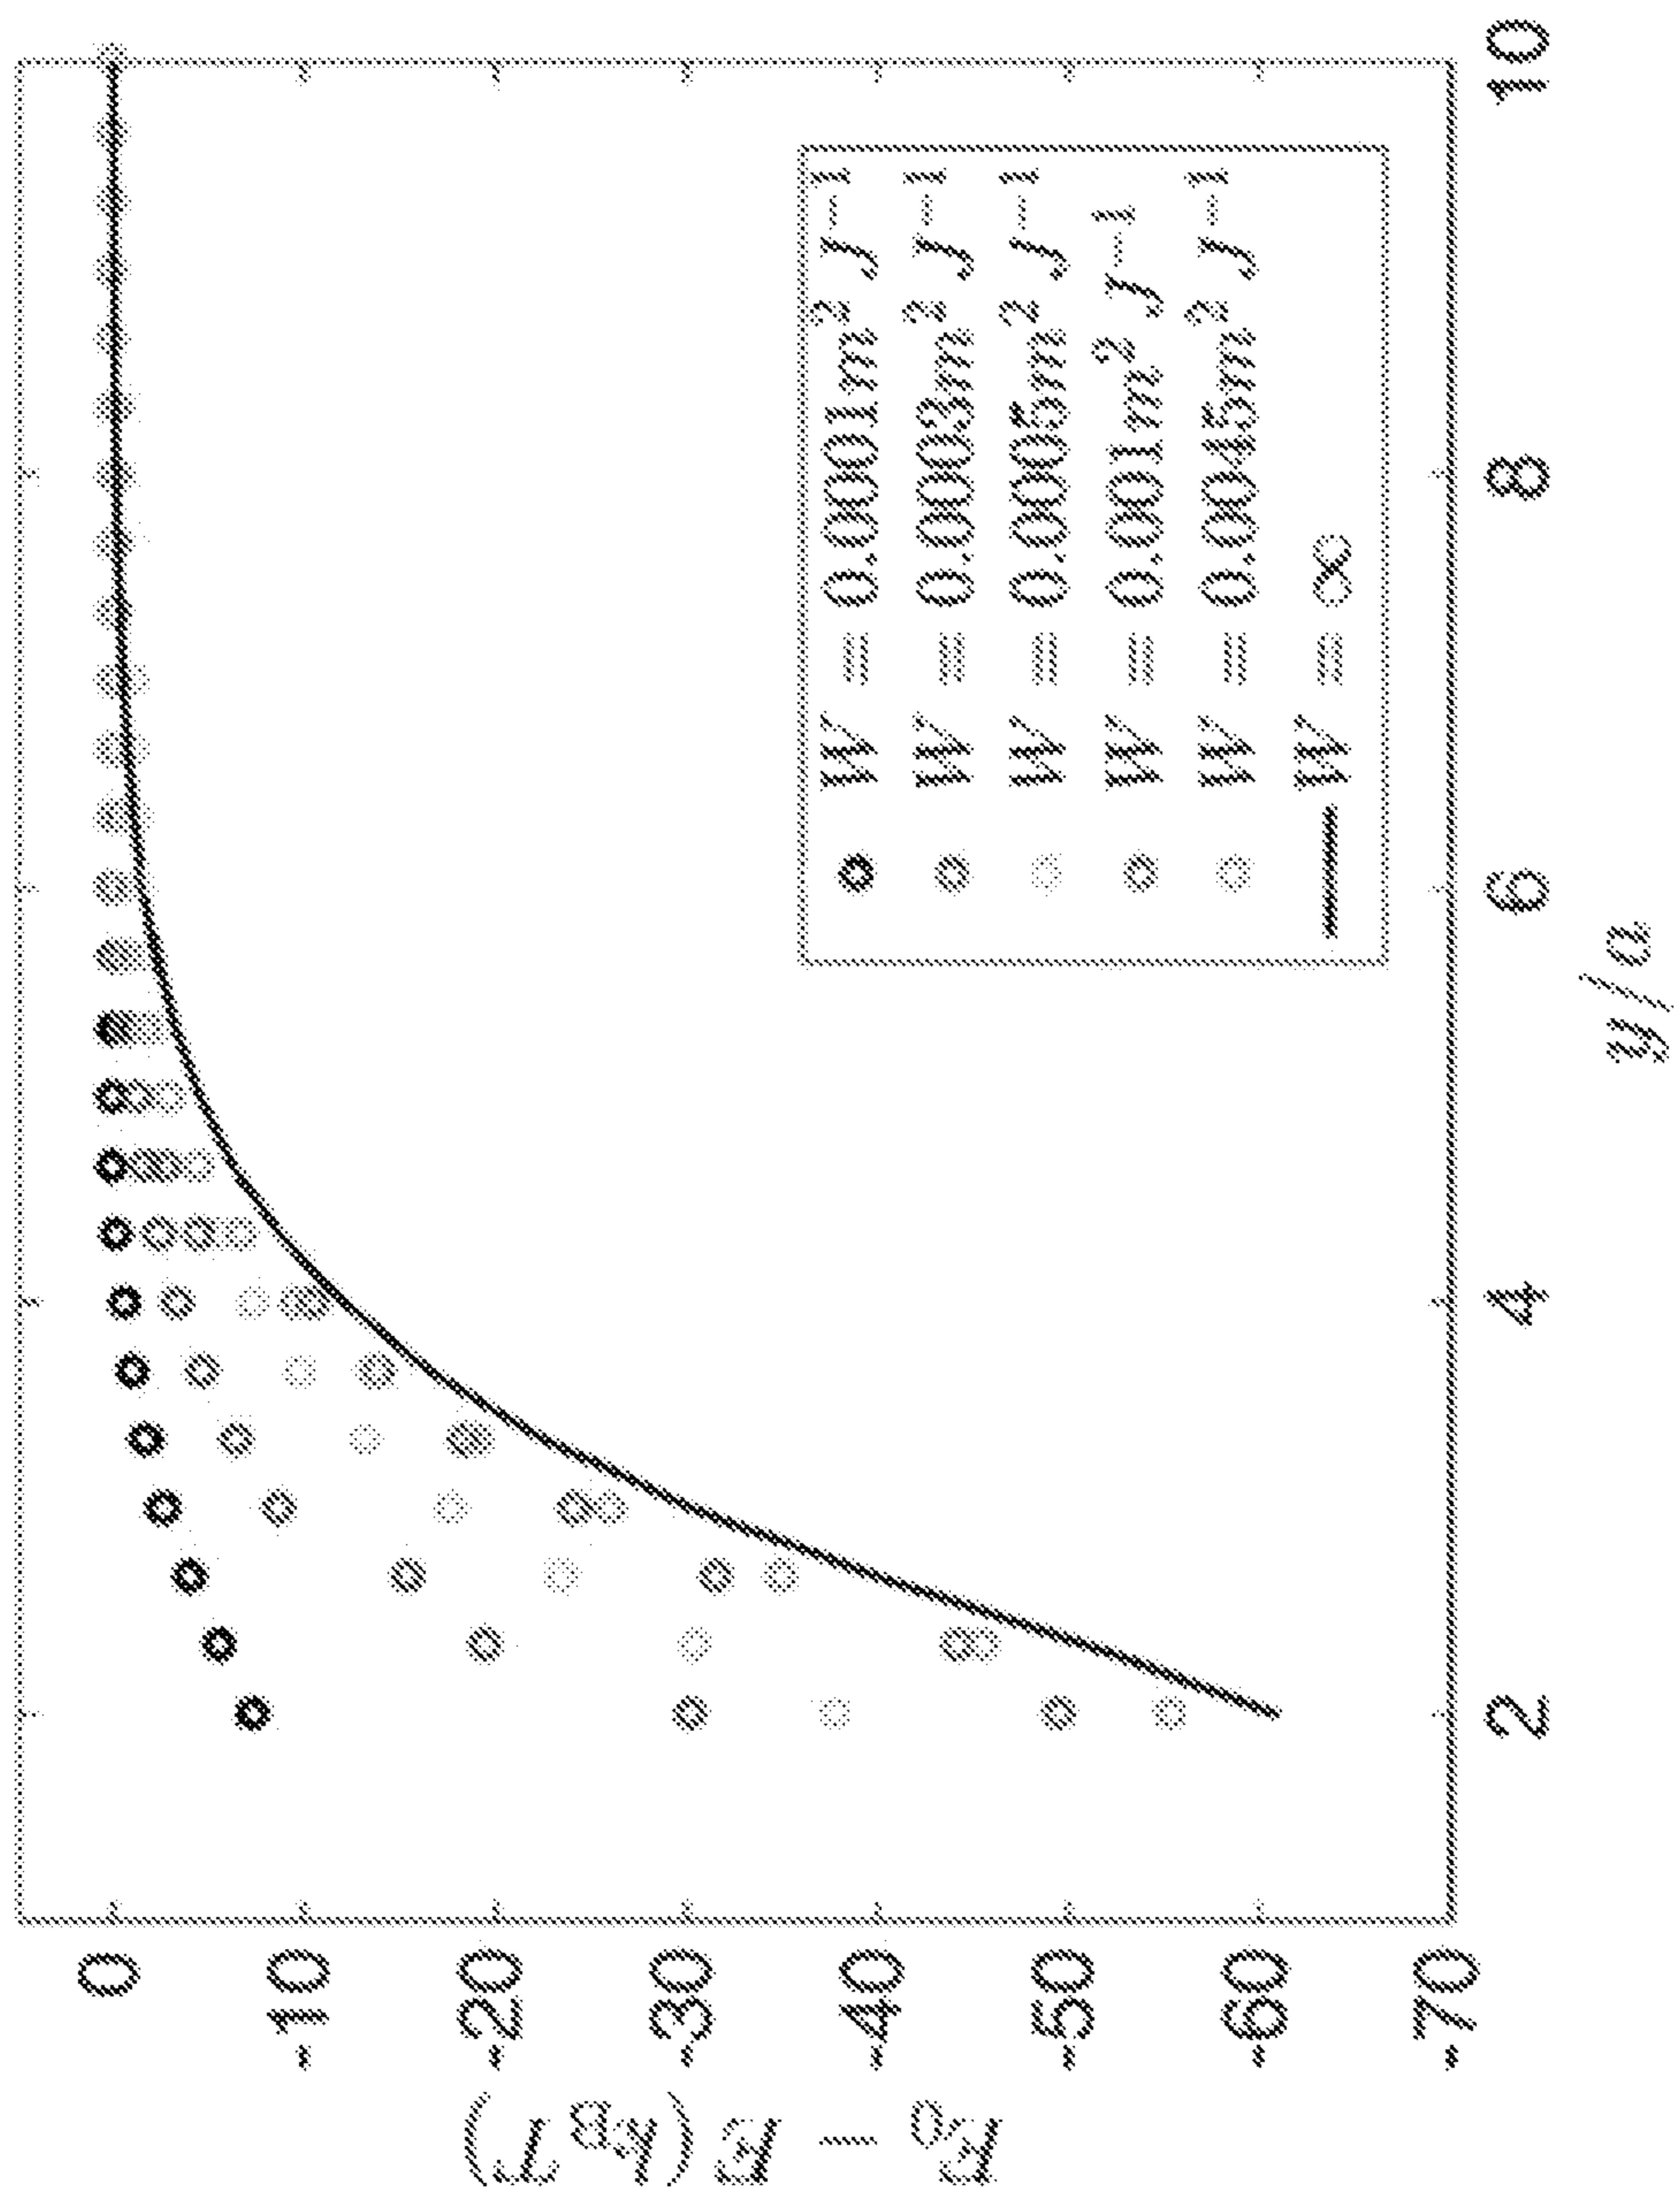 E₀ − E (k_B T)
0
-10
-20
-30
-40
-50
-60
-70
2
4
6
8
10
y/a
W = 0.0001m² J⁻¹
W = 0.0003m² J⁻¹
W = 0.0005m² J⁻¹
W = 0.001m² J⁻¹
W = 0.0045m² J⁻¹
W = ∞